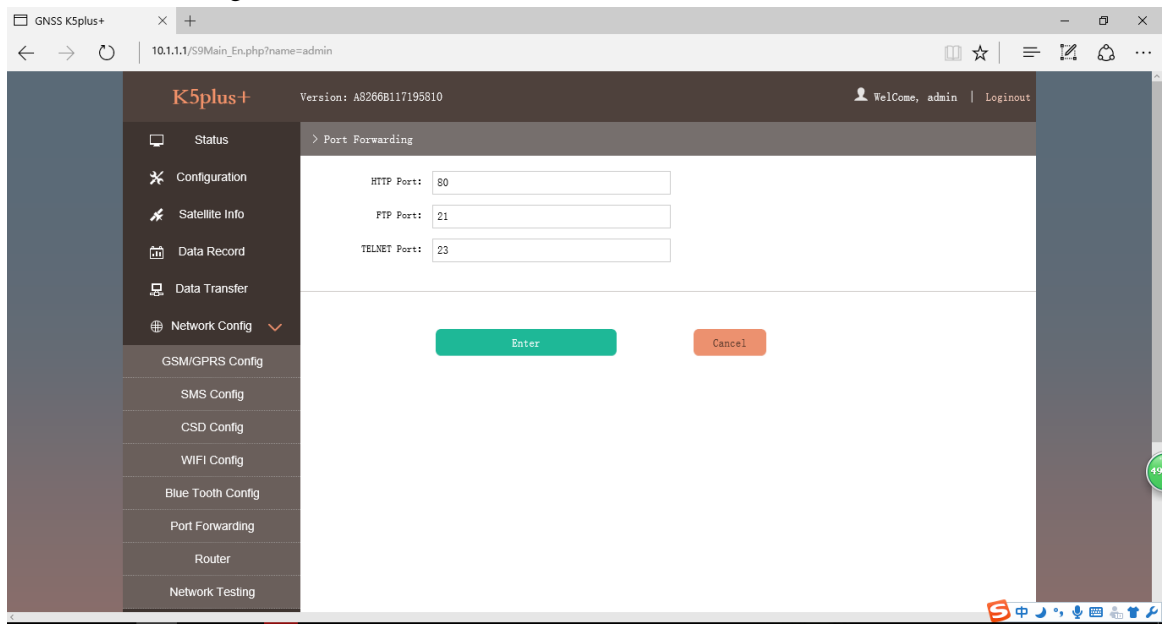 GNSS K5plus+
10.1.1.1/S9Main_En.php?name=admin
K5plus+
Version: A8266B117195810
WelCome, admin | Loginout
Status
> Port Forwarding
Configuration
HTTP Port: 80
Satellite Info
FTP Port: 21
Data Record
TELNET Port: 23
Data Transfer
Network Config
Enter
Cancel
GSM/GPRS Config
SMS Config
CSD Config
WIFI Config
49
Blue Tooth Config
Port Forwarding
Router
Network Testing
中